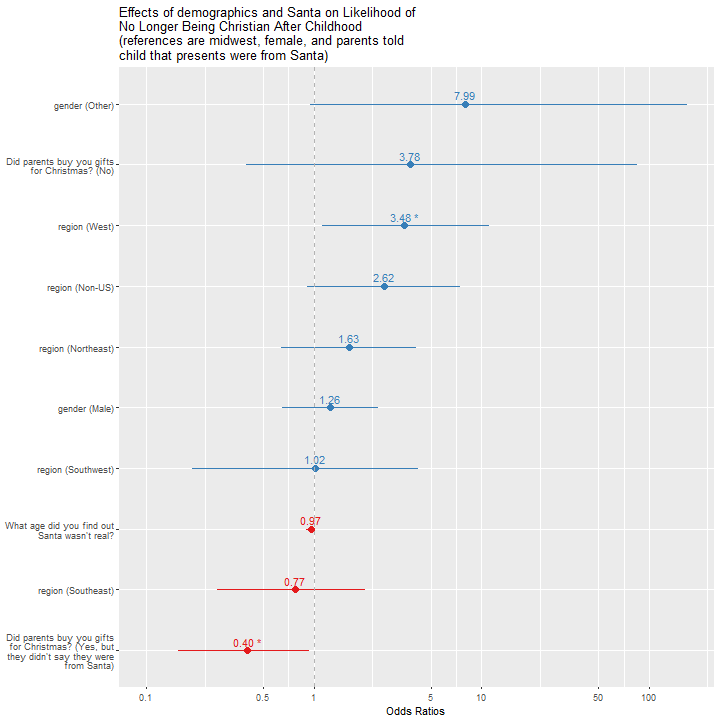 Effects of demographics and Santa on Likelihood of
No Longer Being Christian After Childhood
(references are midwest, female, and parents told
child that presents were from Santa)
gender (Other)
7.99
Did parents buy you gifts
for Christmas? (No)
3.78
region (West)
3.48 *
region (Non-US)
2.62
region (Northeast)
1.63
gender (Male)
1.26
region (Southwest)
1.02
What age did you find out
Santa wasn't real?
0.97
region (Southeast)
0.77
Did parents buy you gifts
for Christmas? (Yes, but
they didn't say they were
from Santa)
0.40 *
0.1
0.5
1
5
10
50
100
Odds Ratios